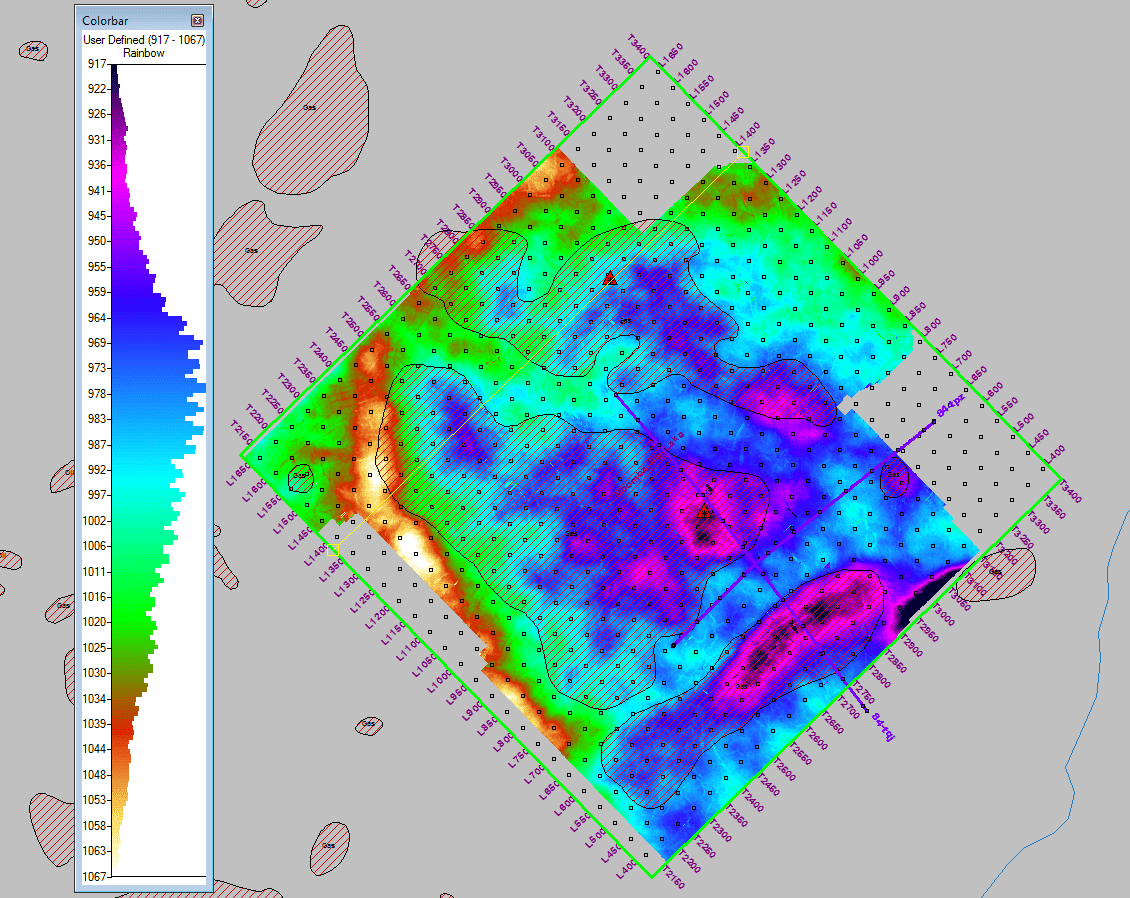 Colorbar
User Defined (917 - 1067)
Rainbow
917
922
926
931
936
941
945
950
955
959
964
969
973
978
983
987
992
997
1002
1006
1011
1016
1020
1025
1030
1034
1039
1044
1048
1053
1058
1063
1067
Gas
Gas
Gas
Gas
Gas
Gas
Gas
Gas
Gas
Gas
Gas
Gas
T3400
T3350
T3300
T3250
T3200
T3150
T3100
T3050
T3000
T2950
T2900
T2850
T2800
T2750
T2700
T2650
T2600
T2550
T2500
T2450
T2400
T2350
T2300
T2250
T2200
T2150
L1650
L1600
L1550
L1500
L1450
L1400
L1350
L1300
L1250
L1200
L1150
L1100
L1050
L1000
L950
L900
L850
L800
L750
L700
L650
L600
L550
L500
L450
L400
L1650
L1600
L1550
L1500
L1450
L1400
L1350
L1300
L1250
L1200
L1150
L1100
L1050
L1000
L950
L900
L850
L800
L750
L700
L650
L600
L550
L500
L450
L400
T3400
T3350
T3300
T3250
T3150
T3100
T3050
T3000
T2950
T2900
T2850
T2800
T2750
T2700
T2650
T2600
T2550
T2500
T2450
T2400
T2350
T2300
T2250
T2200
T2150